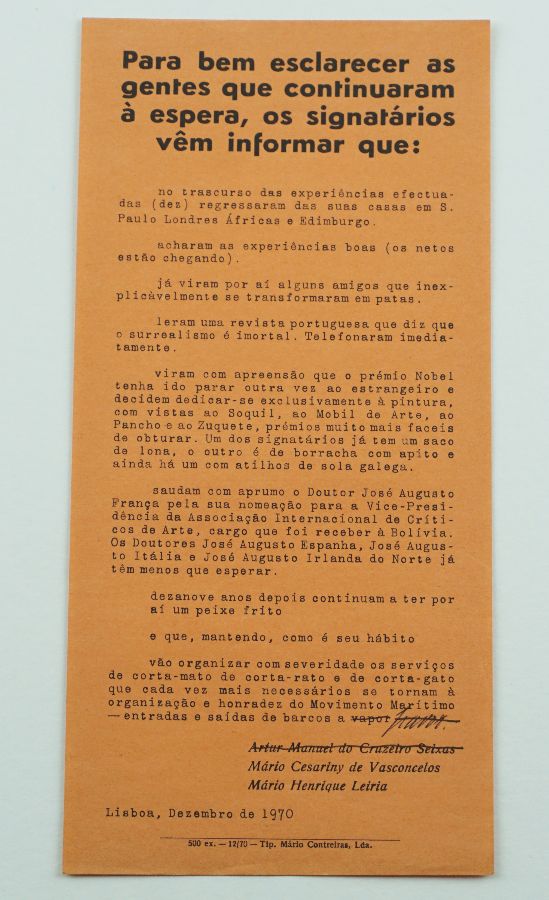 Para bem esclarecer as
gentes que continuaram
à espera, os signatários
vêm informar que:
no trascurso das experiências efectua-
das (dez) regressaram das suas casas em S.
Paulo Londres Áfricas e Edimburgo.
acharam as experiências boas (os netos
estão chegando).
já viram por aí alguns amigos que inex-
plicàvelmente se transformaram em patas.
leram uma revista portuguesa que diz que
o surrealismo é imortal. Telefonaram imedia-
tamente.
viram com apreensão que o prémio Nobel
tenha ido parar outra vez ao estrangeiro e
decidem dedicar-se exclusivamente à pintura,
com vistas ao Soquil, ao Mobil de Arte, ao
Pancho e ao Zuquete, prémios muito mais faceis
de obturar. Um dos signatários já tem um saco
de lona, o outro é de borracha com apito e
ainda há um com atilhos de sola galega.
saudam com aprumo o Doutor José Augusto
França pela sua nomeação para a Vice-Presi-
dência da Associação Internacional de Críti-
cos de Arte, cargo que foi receber à Bolívia.
Os Doutores José Augusto Espanha, José Augus-
to Itália e José Augusto Irlanda do Norte já
têm menos que esperar.
dezanove anos depois continuam a ter por
aí um peixe frito
e que, mantendo, como é seu hábito
vão organizar com severidade os serviços
de corta-mato de corta-rato e de corta-gato
que cada vez mais necessários se tornam à
organização e honradez do Movimento Marítimo
—entradas e saídas de barcos a vapor
Artur Manuel do Cruzeiro Seixas
Mário Cesariny de Vasconcelos
Mário Henrique Leiria
Lisboa, Dezembro de 1970
500 ex. — 12/70 — Tip. Mário Contreiras, Lda.